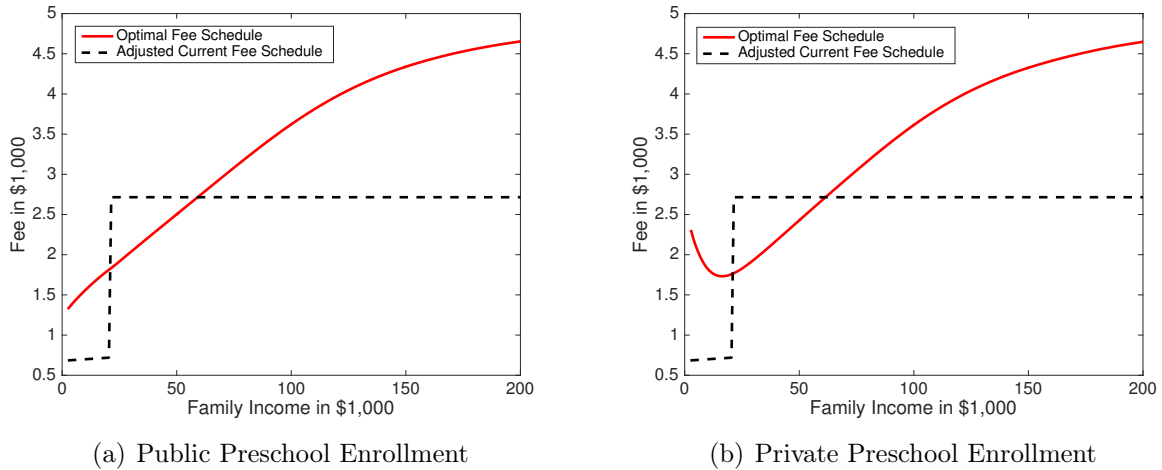 5
4.5
4
3.5
3
2.5
2
1.5
1
0.5
Fee in $1,000
Optimal Fee Schedule
Adjusted Current Fee Schedule
0 50 100 150 200
Family Income in $1,000
(a) Public Preschool Enrollment
5
4.5
4
3.5
3
2.5
2
1.5
1
0.5
Fee in $1,000
Optimal Fee Schedule
Adjusted Current Fee Schedule
0 50 100 150 200
Family Income in $1,000
(b) Private Preschool Enrollment